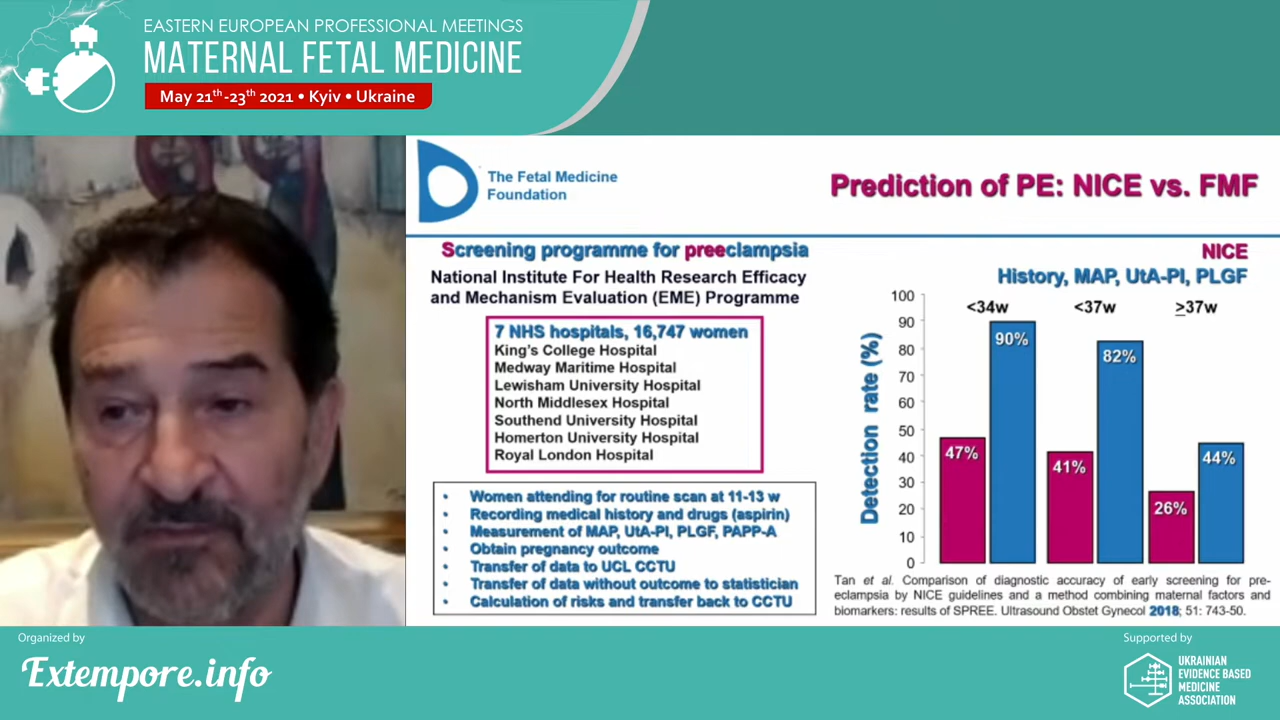 EASTERN EUROPEAN PROFESSIONAL MEETINGS
MATERNAL FETAL MEDICINE
May 21th-23th 2021 • Kyiv • Ukraine
The Fetal Medicine
Foundation
Prediction of PE: NICE vs. FMF
Screening programme for preeclampsia
National Institute For Health Research Efficacy
and Mechanism Evaluation (EME) Programme
7 NHS hospitals, 16,747 women
King's College Hospital
Medway Maritime Hospital
Lewisham University Hospital
North Middlesex Hospital
Southend University Hospital
Homerton University Hospital
Royal London Hospital
• Women attending for routine scan at 11-13 w
• Recording medical history and drugs (aspirin)
• Measurement of MAP, UtA-PI, PLGF, PAPP-A
• Obtain pregnancy outcome
• Transfer of data to UCL CCTU
• Transfer of data without outcome to statistician
• Calculation of risks and transfer back to CCTU
NICE
History, MAP, UtA-PI, PLGF
<34w <37w >37w
Detection rate (%)
100
90
80
70
60
50
40
30
20
10
0
47% 90% 41% 82% 26% 44%
Tan et al. Comparison of diagnostic accuracy of early screening for pre-
eclampsia by NICE guidelines and a method combining maternal factors and
biomarkers: results of SPREE. Ultrasound Obstet Gynecol 2018; 51: 743-50.
Organized by
Extempore.info
Supported by
UKRAINIAN
EVIDENCE BASED
MEDICINE
ASSOCIATION